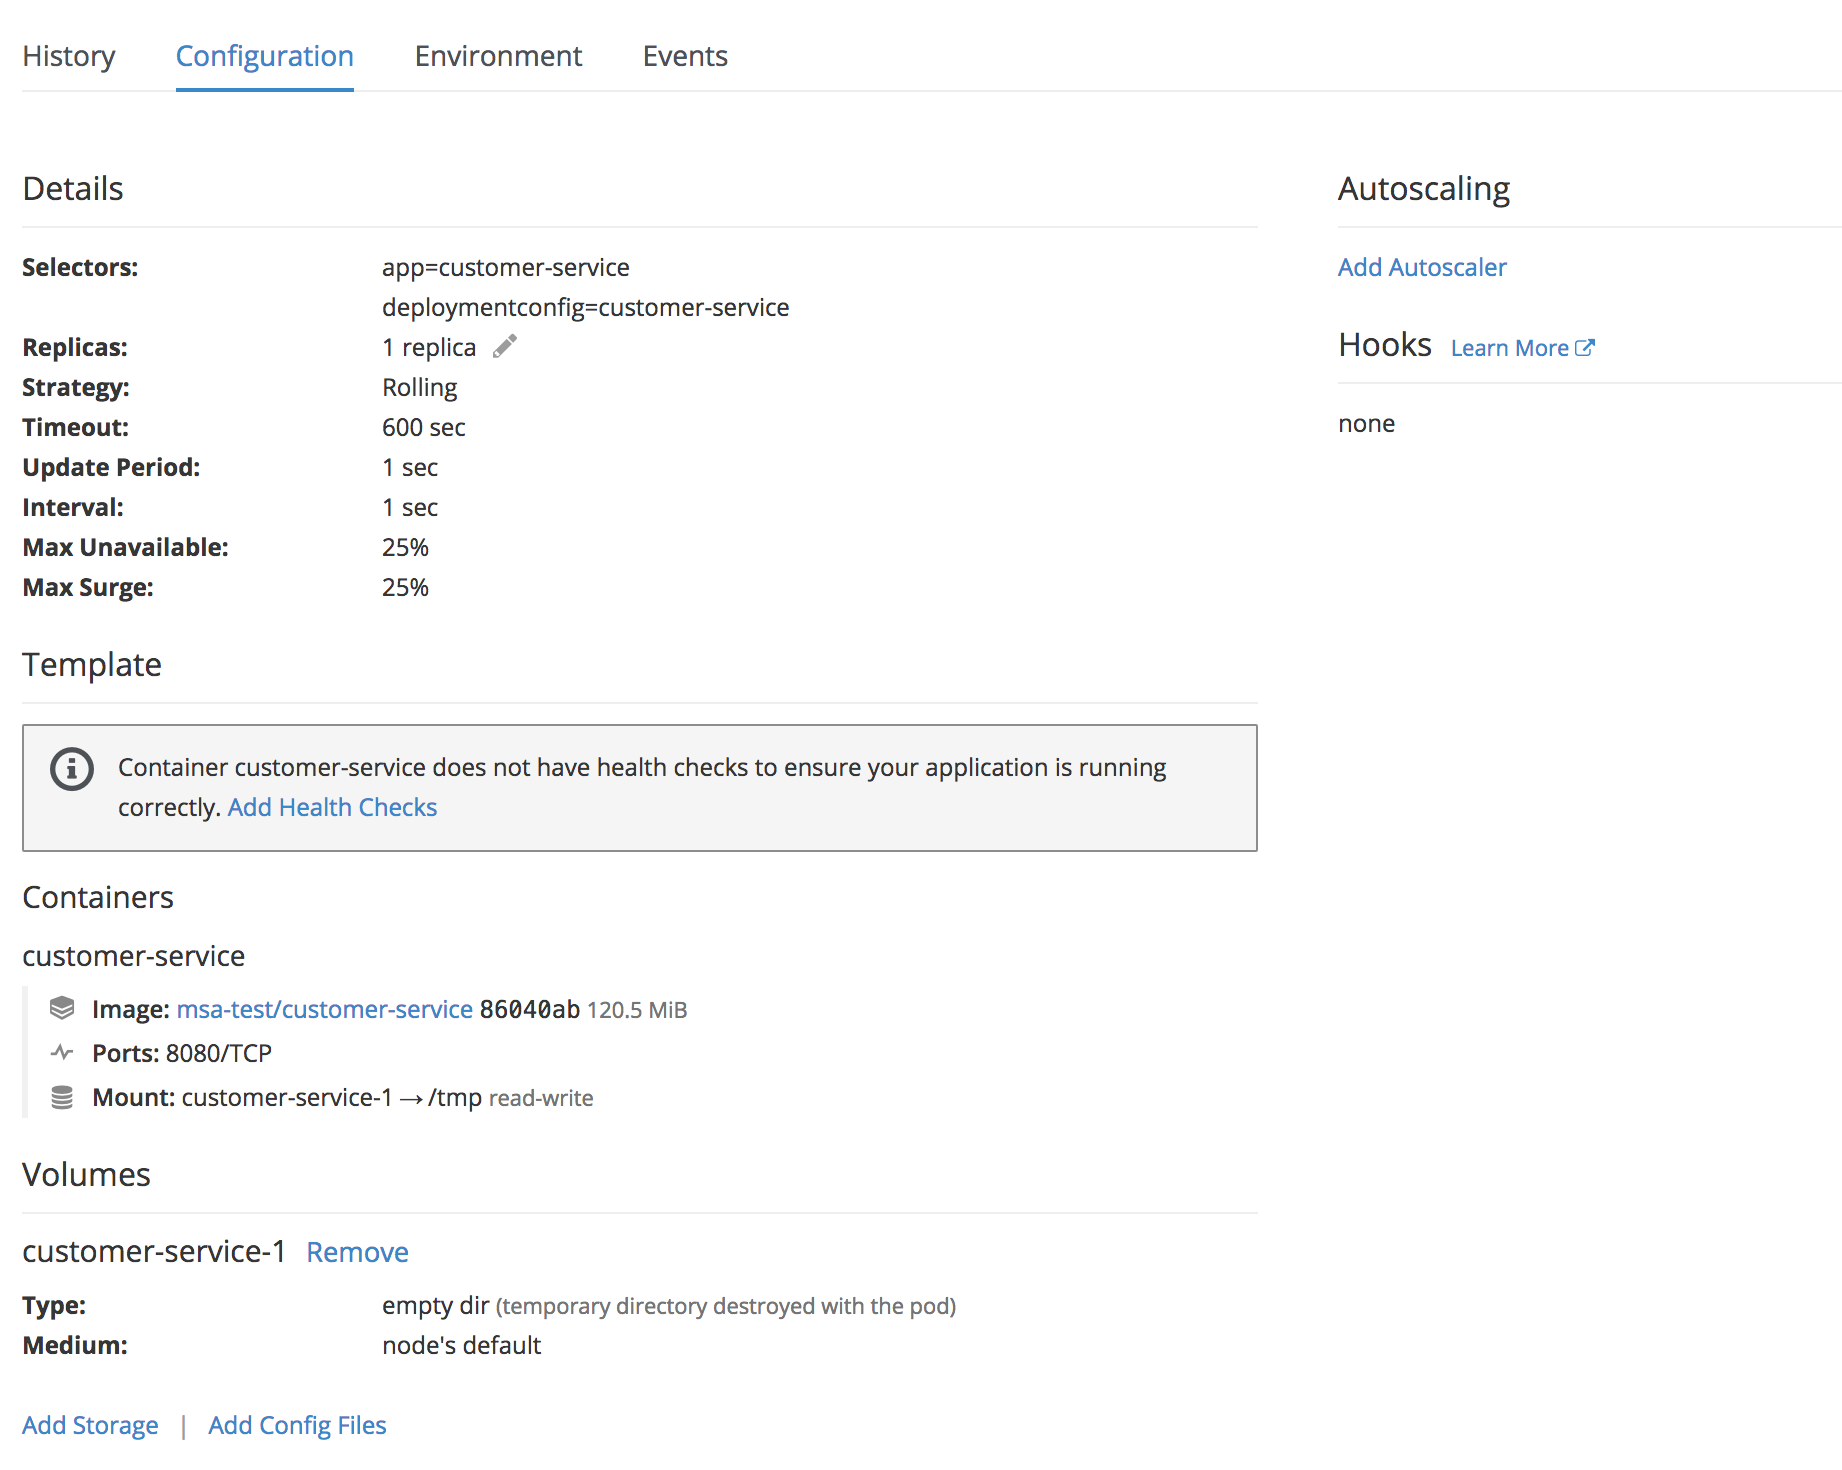 History Configuration Environment Events
Details
Selectors: app=customer-service
deploymentconfig=customer-service
Replicas: 1 replica
Strategy: Rolling
Timeout: 600 sec
Update Period: 1 sec
Interval: 1 sec
Max Unavailable: 25%
Max Surge: 25%
Template
Container customer-service does not have health checks to ensure your application is running
correctly. Add Health Checks
Containers
customer-service
Image: msa-test/customer-service 86040ab 120.5 MiB
Ports: 8080/TCP
Mount: customer-service-1 → /tmp read-write
Volumes
customer-service-1 Remove
Type: empty dir (temporary directory destroyed with the pod)
Medium: node's default
Add Storage | Add Config Files
Autoscaling
Add Autoscaler
Hooks Learn More
none